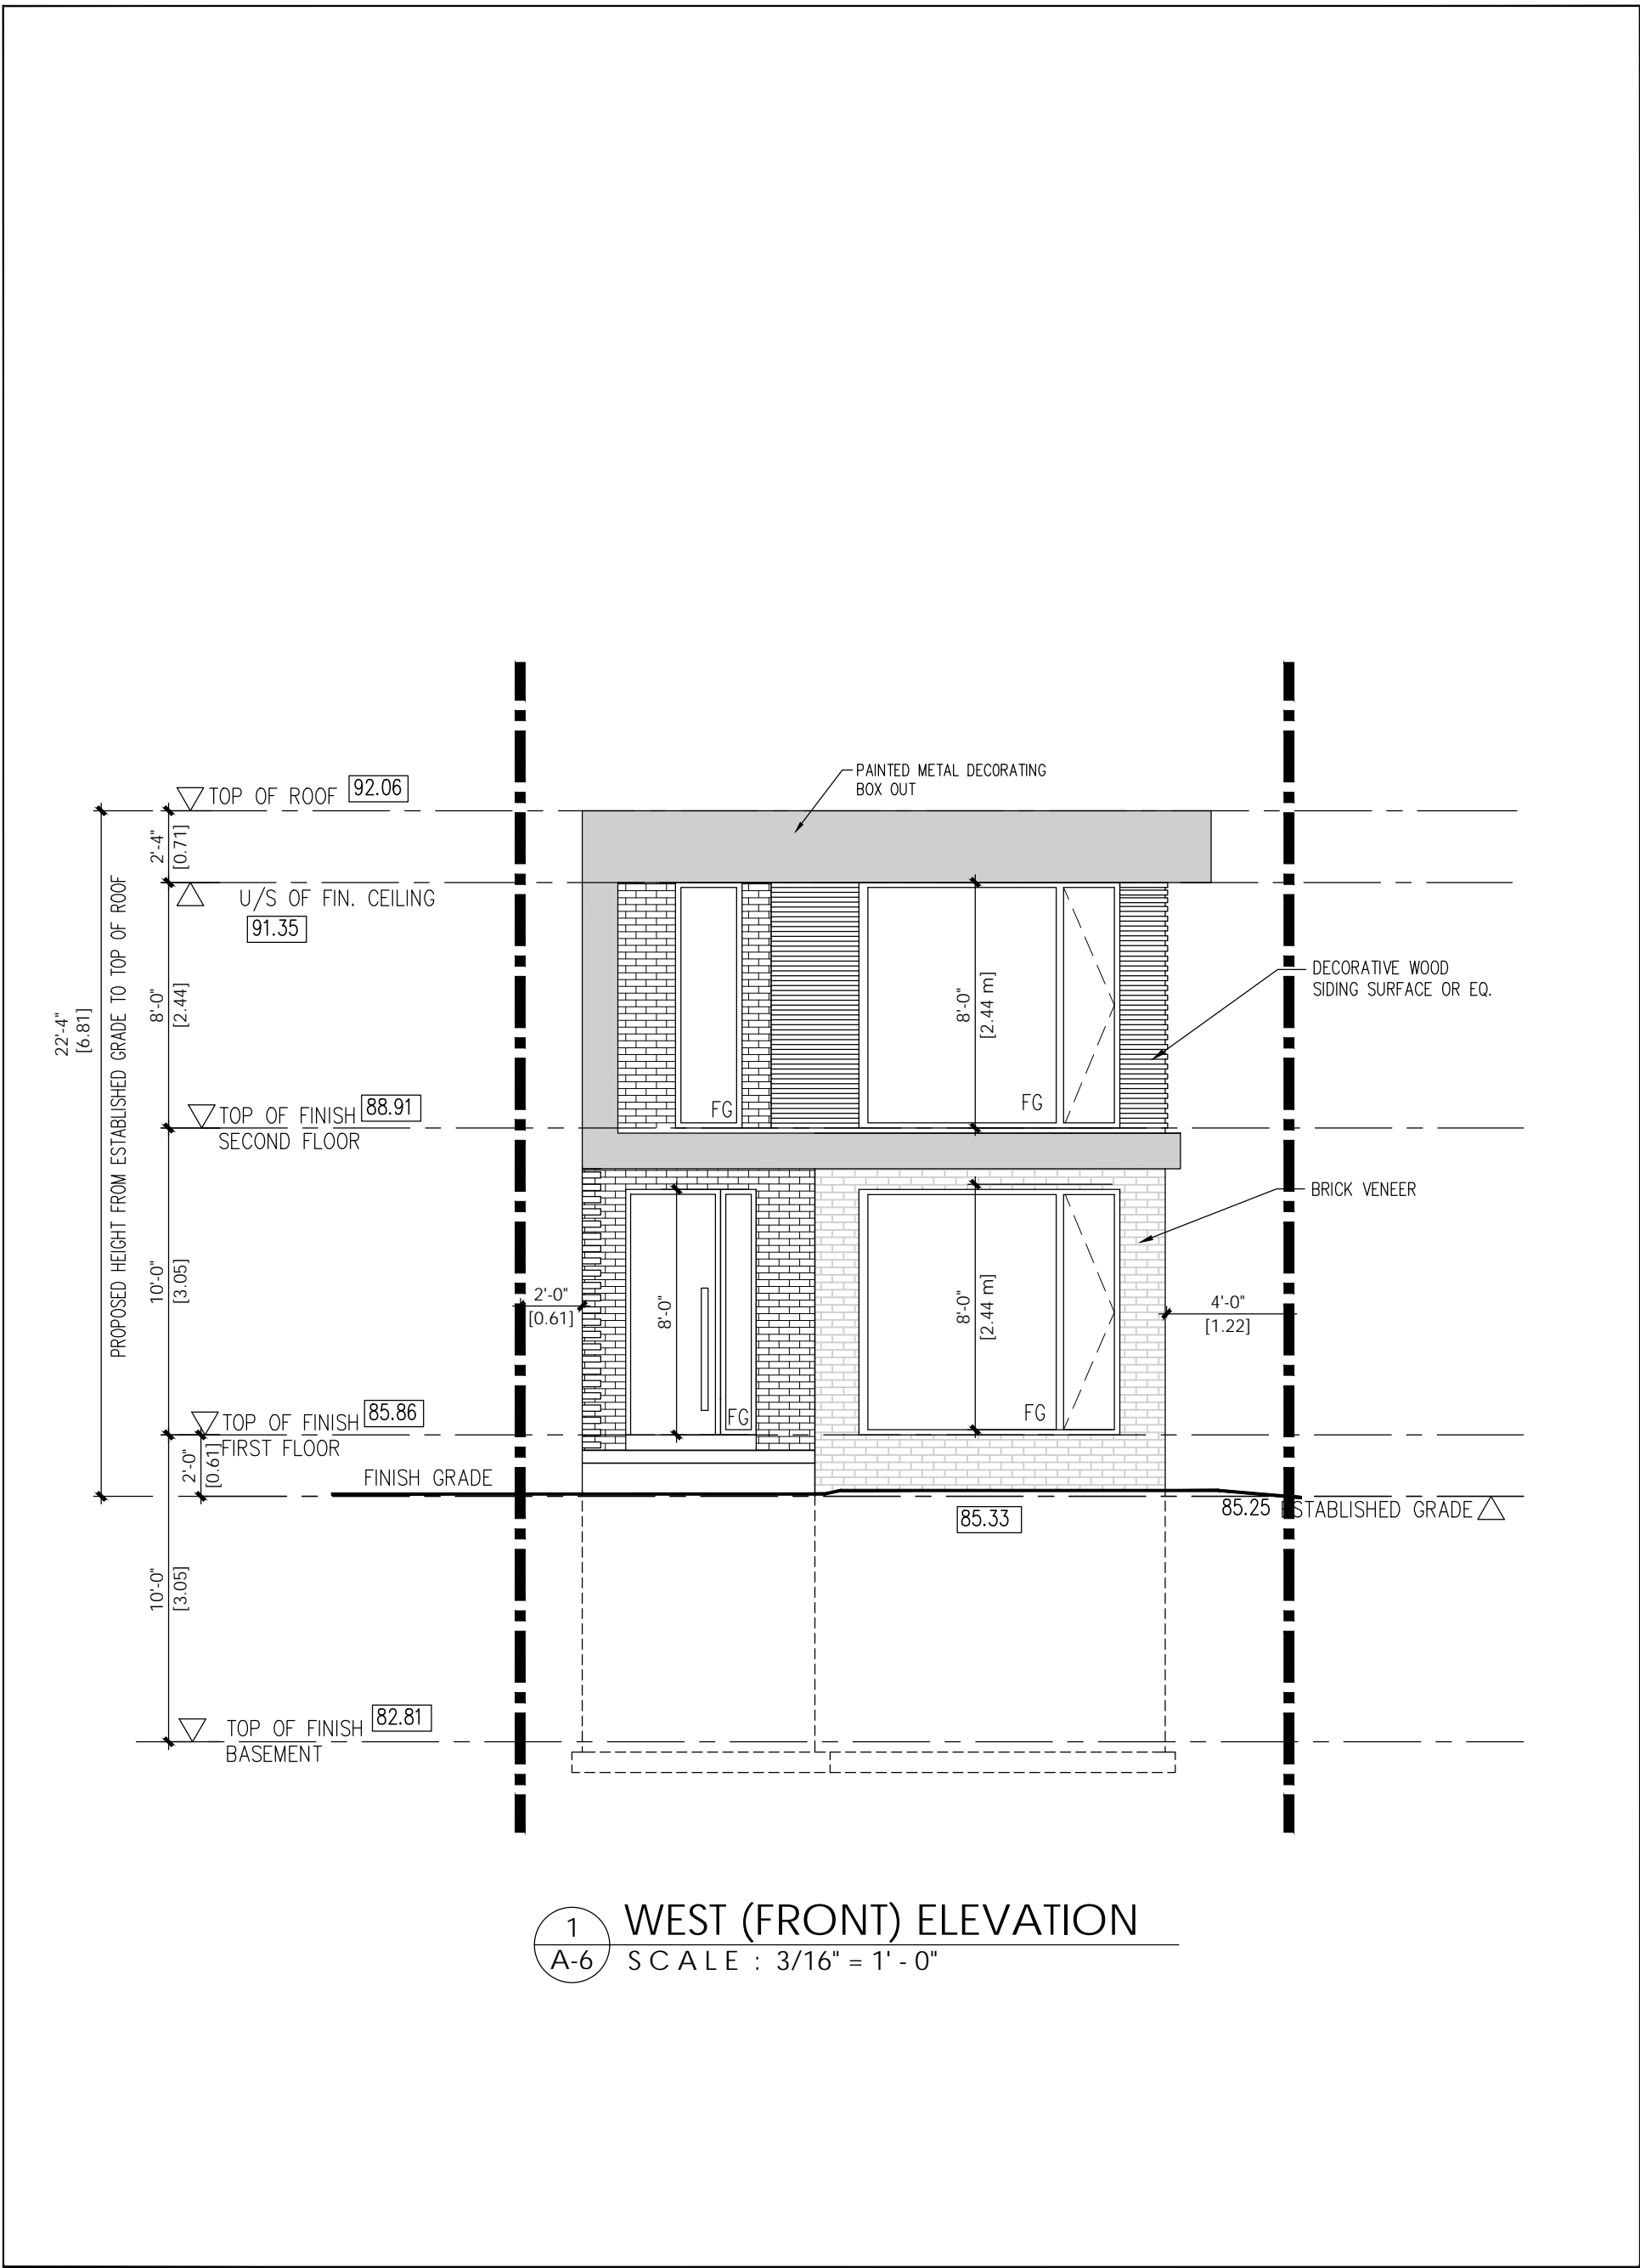 PAINTED METAL DECORATING
BOX OUT
TOP OF ROOF 92.06
2'-4"
[0.71]
U/S OF FIN. CEILING
91.35
22'-4"
[6.81]
PROPOSED HEIGHT FROM ESTABLISHED GRADE TO TOP OF ROOF
8'-0"
[2.44]
8'-0"
[2.44 m]
DECORATIVE WOOD
SIDING SURFACE OR EQ.
FG
FG
TOP OF FINISH 88.91
SECOND FLOOR
BRICK VENEER
10'-0"
[3.05]
2'-0"
[0.61]
8'-0"
8'-0"
[2.44 m]
4'-0"
[1.22]
FG
FG
TOP OF FINISH 85.86
FIRST FLOOR
2'-0"
[0.61]
FINISH GRADE
85.33
85.25 ESTABLISHED GRADE
10'-0"
[3.05]
TOP OF FINISH 82.81
BASEMENT
1
A-6
WEST (FRONT) ELEVATION
SCALE : 3/16" = 1' - 0"